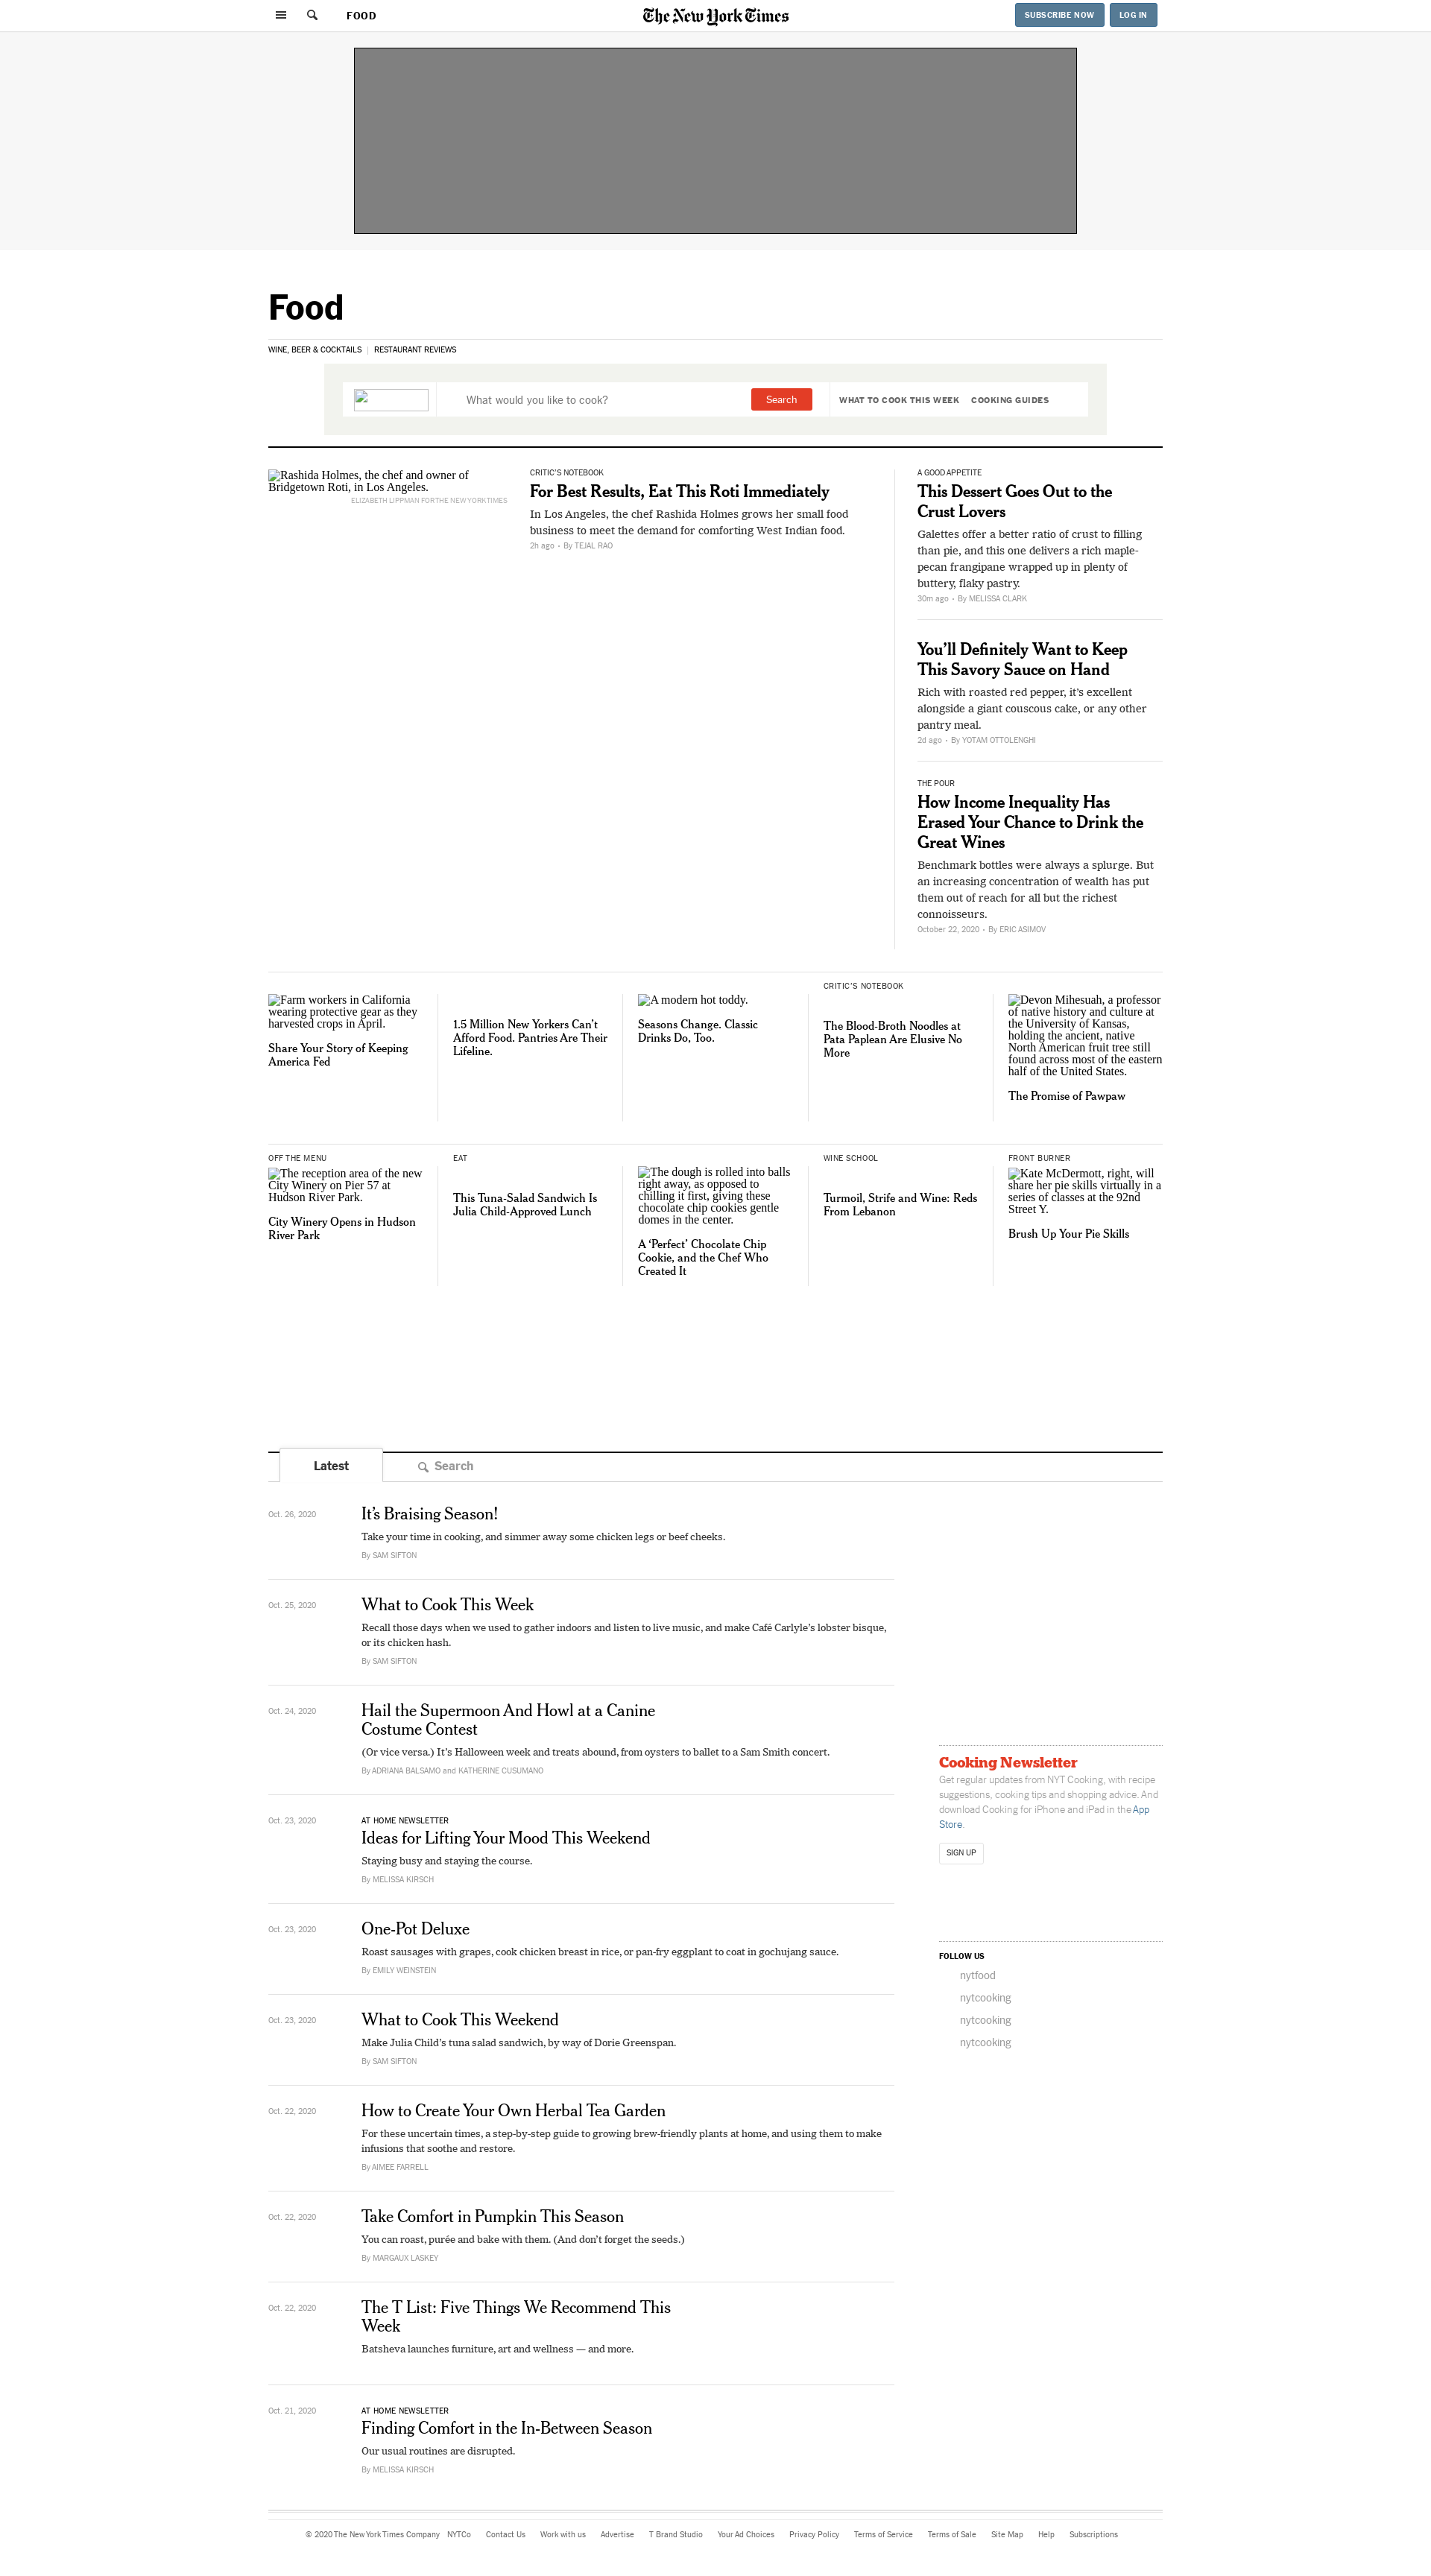 FOOD
The New York Times
SUBSCRIBE NOW
LOG IN
Food
WINE, BEER & COCKTAILS | RESTAURANT REVIEWS
What would you like to cook?
Search
WHAT TO COOK THIS WEEK
COOKING GUIDES
Rashida Holmes, the chef and owner of
Bridgetown Roti, in Los Angeles.
ELIZABETH LIPPMAN FOR THE NEW YORK TIMES
CRITIC'S NOTEBOOK
For Best Results, Eat This Roti Immediately
In Los Angeles, the chef Rashida Holmes grows her small food
business to meet the demand for comforting West Indian food.
2h ago • By TEJAL RAO
A GOOD APPETITE
This Dessert Goes Out to the
Crust Lovers
Galettes offer a better ratio of crust to filling
than pie, and this one delivers a rich maple-
pecan frangipane wrapped up in plenty of
buttery, flaky pastry.
30m ago • By MELISSA CLARK
You’ll Definitely Want to Keep
This Savory Sauce on Hand
Rich with roasted red pepper, it’s excellent
alongside a giant couscous cake, or any other
pantry meal.
2d ago • By YOTAM OTTOLENGHI
THE POUR
How Income Inequality Has
Erased Your Chance to Drink the
Great Wines
Benchmark bottles were always a splurge. But
an increasing concentration of wealth has put
them out of reach for all but the richest
connoisseurs.
October 22, 2020 • By ERIC ASIMOV
Farm workers in California
wearing protective gear as they
harvested crops in April.
Share Your Story of Keeping
America Fed
1.5 Million New Yorkers Can’t
Afford Food. Pantries Are Their
Lifeline.
A modern hot toddy.
Seasons Change. Classic
Drinks Do, Too.
CRITIC’S NOTEBOOK
The Blood-Broth Noodles at
Pata Paplean Are Elusive No
More
Devon Mihesuah, a professor
of native history and culture at
the University of Kansas,
holding the ancient, native
North American fruit tree still
found across most of the eastern
half of the United States.
The Promise of Pawpaw
OFF THE MENU
The reception area of the new
City Winery on Pier 57 at
Hudson River Park.
City Winery Opens in Hudson
River Park
EAT
This Tuna-Salad Sandwich Is
Julia Child-Approved Lunch
The dough is rolled into balls
right away, as opposed to
chilling it first, giving these
chocolate chip cookies gentle
domes in the center.
A ‘Perfect’ Chocolate Chip
Cookie, and the Chef Who
Created It
WINE SCHOOL
Turmoil, Strife and Wine: Reds
From Lebanon
FRONT BURNER
Kate McDermott, right, will
share her pie skills virtually in a
series of classes at the 92nd
Street Y.
Brush Up Your Pie Skills
Latest
Search
Oct. 26, 2020
It’s Braising Season!
Take your time in cooking, and simmer away some chicken legs or beef cheeks.
By SAM SIFTON
Oct. 25, 2020
What to Cook This Week
Recall those days when we used to gather indoors and listen to live music, and make Café Carlyle’s lobster bisque,
or its chicken hash.
By SAM SIFTON
Oct. 24, 2020
Hail the Supermoon And Howl at a Canine
Costume Contest
(Or vice versa.) It’s Halloween week and treats abound, from oysters to ballet to a Sam Smith concert.
By ADRIANA BALSAMO and KATHERINE CUSUMANO
Oct. 23, 2020
AT HOME NEWSLETTER
Ideas for Lifting Your Mood This Weekend
Staying busy and staying the course.
By MELISSA KIRSCH
Oct. 23, 2020
One-Pot Deluxe
Roast sausages with grapes, cook chicken breast in rice, or pan-fry eggplant to coat in gochujang sauce.
By EMILY WEINSTEIN
Oct. 23, 2020
What to Cook This Weekend
Make Julia Child’s tuna salad sandwich, by way of Dorie Greenspan.
By SAM SIFTON
Oct. 22, 2020
How to Create Your Own Herbal Tea Garden
For these uncertain times, a step-by-step guide to growing brew-friendly plants at home, and using them to make
infusions that soothe and restore.
By AIMEE FARRELL
Oct. 22, 2020
Take Comfort in Pumpkin This Season
You can roast, purée and bake with them. (And don’t forget the seeds.)
By MARGAUX LASKEY
Oct. 22, 2020
The T List: Five Things We Recommend This
Week
Batsheva launches furniture, art and wellness — and more.
Oct. 21, 2020
AT HOME NEWSLETTER
Finding Comfort in the In-Between Season
Our usual routines are disrupted.
By MELISSA KIRSCH
Cooking Newsletter
Get regular updates from NYT Cooking, with recipe
suggestions, cooking tips and shopping advice. And
download Cooking for iPhone and iPad in the App
Store.
SIGN UP
FOLLOW US
nytfood
nytcooking
nytcooking
nytcooking
© 2020 The New York Times Company NYTCo Contact Us Work with us Advertise T Brand Studio Your Ad Choices Privacy Policy Terms of Service Terms of Sale Site Map Help Subscriptions